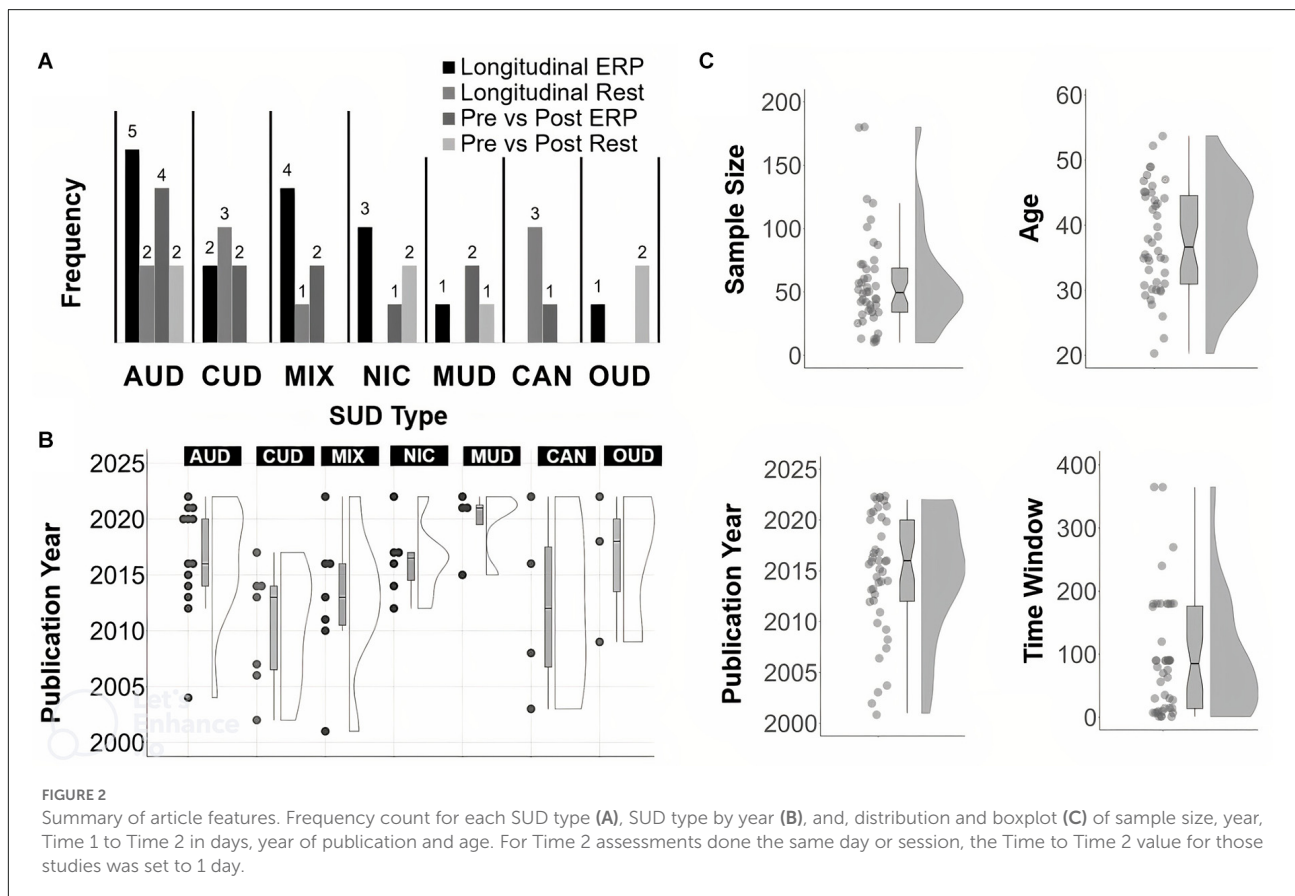 A
Longitudinal ERP
Longitudinal Rest
Pre vs Post ERP
Pre vs Post Rest
Frequency
5 2 4 2 2 3 2 4 1 2 3 1 2 1 2 1 3 1 1 2
AUD CUD MIX NIC MUD CAN OUD
SUD Type
B
AUD CUD MIX NIC MUD CAN OUD
Publication Year
2025
2020
2015
2010
2005
2000
Let's
Enhance
C
Sample Size
200
150
100
50
0
Age
60
50
40
30
20
Publication Year
2025
2020
2015
2010
2005
2000
Time Window
400
300
200
100
0
FIGURE 2
Summary of article features. Frequency count for each SUD type (A), SUD type by year (B), and, distribution and boxplot (C) of sample size, year,
Time 1 to Time 2 in days, year of publication and age. For Time 2 assessments done the same day or session, the Time to Time 2 value for those
studies was set to 1 day.